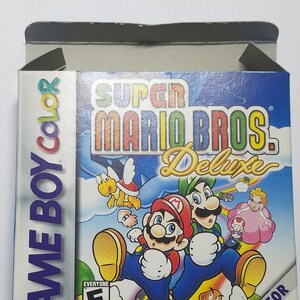 GAME BOY COLOR
SUPER
MARIO BROS.
Deluxe
EVERYONE
E